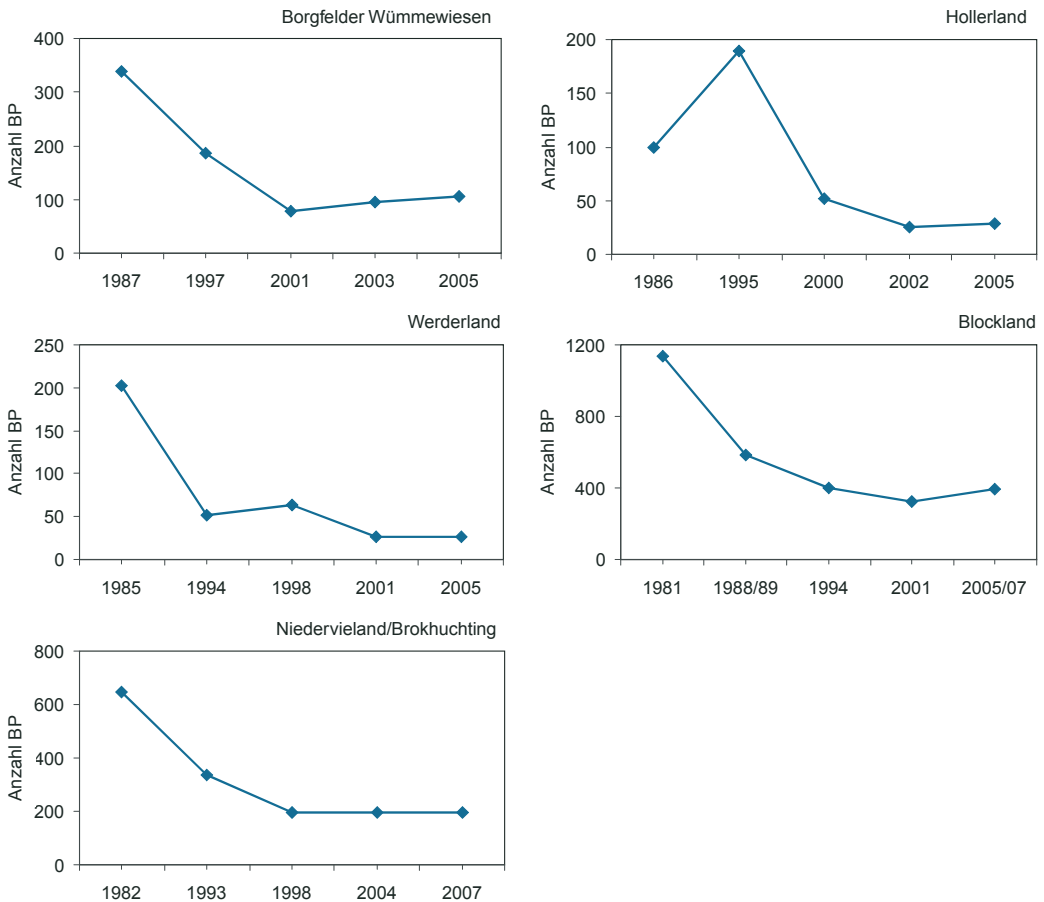 Borgfelder Wümmewiesen
Anzahl BP
400
300
200
100
0
1987 1997 2001 2003 2005
Hollerland
Anzahl BP
200
150
100
50
0
1986 1995 2000 2002 2005
Werderland
Anzahl BP
250
200
150
100
50
0
1985 1994 1998 2001 2005
Blockland
Anzahl BP
1200
800
400
0
1981 1988/89 1994 2001 2005/07
Niedervieland/Brokhuchting
Anzahl BP
800
600
400
200
0
1982 1993 1998 2004 2007